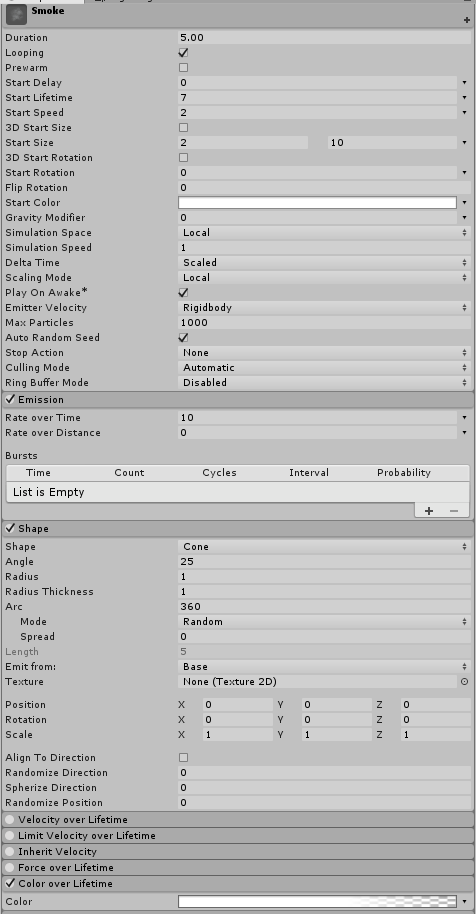 Smoke
Duration 5.00
Looping
Prewarm
Start Delay 0
Start Lifetime 7
Start Speed 2
3D Start Size
Start Size 2 10
3D Start Rotation
Start Rotation 0
Flip Rotation 0
Start Color
Gravity Modifier 0
Simulation Space Local
Simulation Speed 1
Delta Time Scaled
Scaling Mode Local
Play On Awake*
Emitter Velocity Rigidbody
Max Particles 1000
Auto Random Seed
Stop Action None
Culling Mode Automatic
Ring Buffer Mode Disabled
Emission
Rate over Time 10
Rate over Distance 0
Bursts
Time Count Cycles Interval Probability
List is Empty
Shape
Shape Cone
Angle 25
Radius 1
Radius Thickness 1
Arc 360
Mode Random
Spread 0
Length 5
Emit from: Base
Texture None (Texture 2D)
Position X 0 Y 0 Z 0
Rotation X 0 Y 0 Z 0
Scale X 1 Y 1 Z 1
Align To Direction
Randomize Direction 0
Spherize Direction 0
Randomize Position 0
Velocity over Lifetime
Limit Velocity over Lifetime
Inherit Velocity
Force over Lifetime
Color over Lifetime
Color